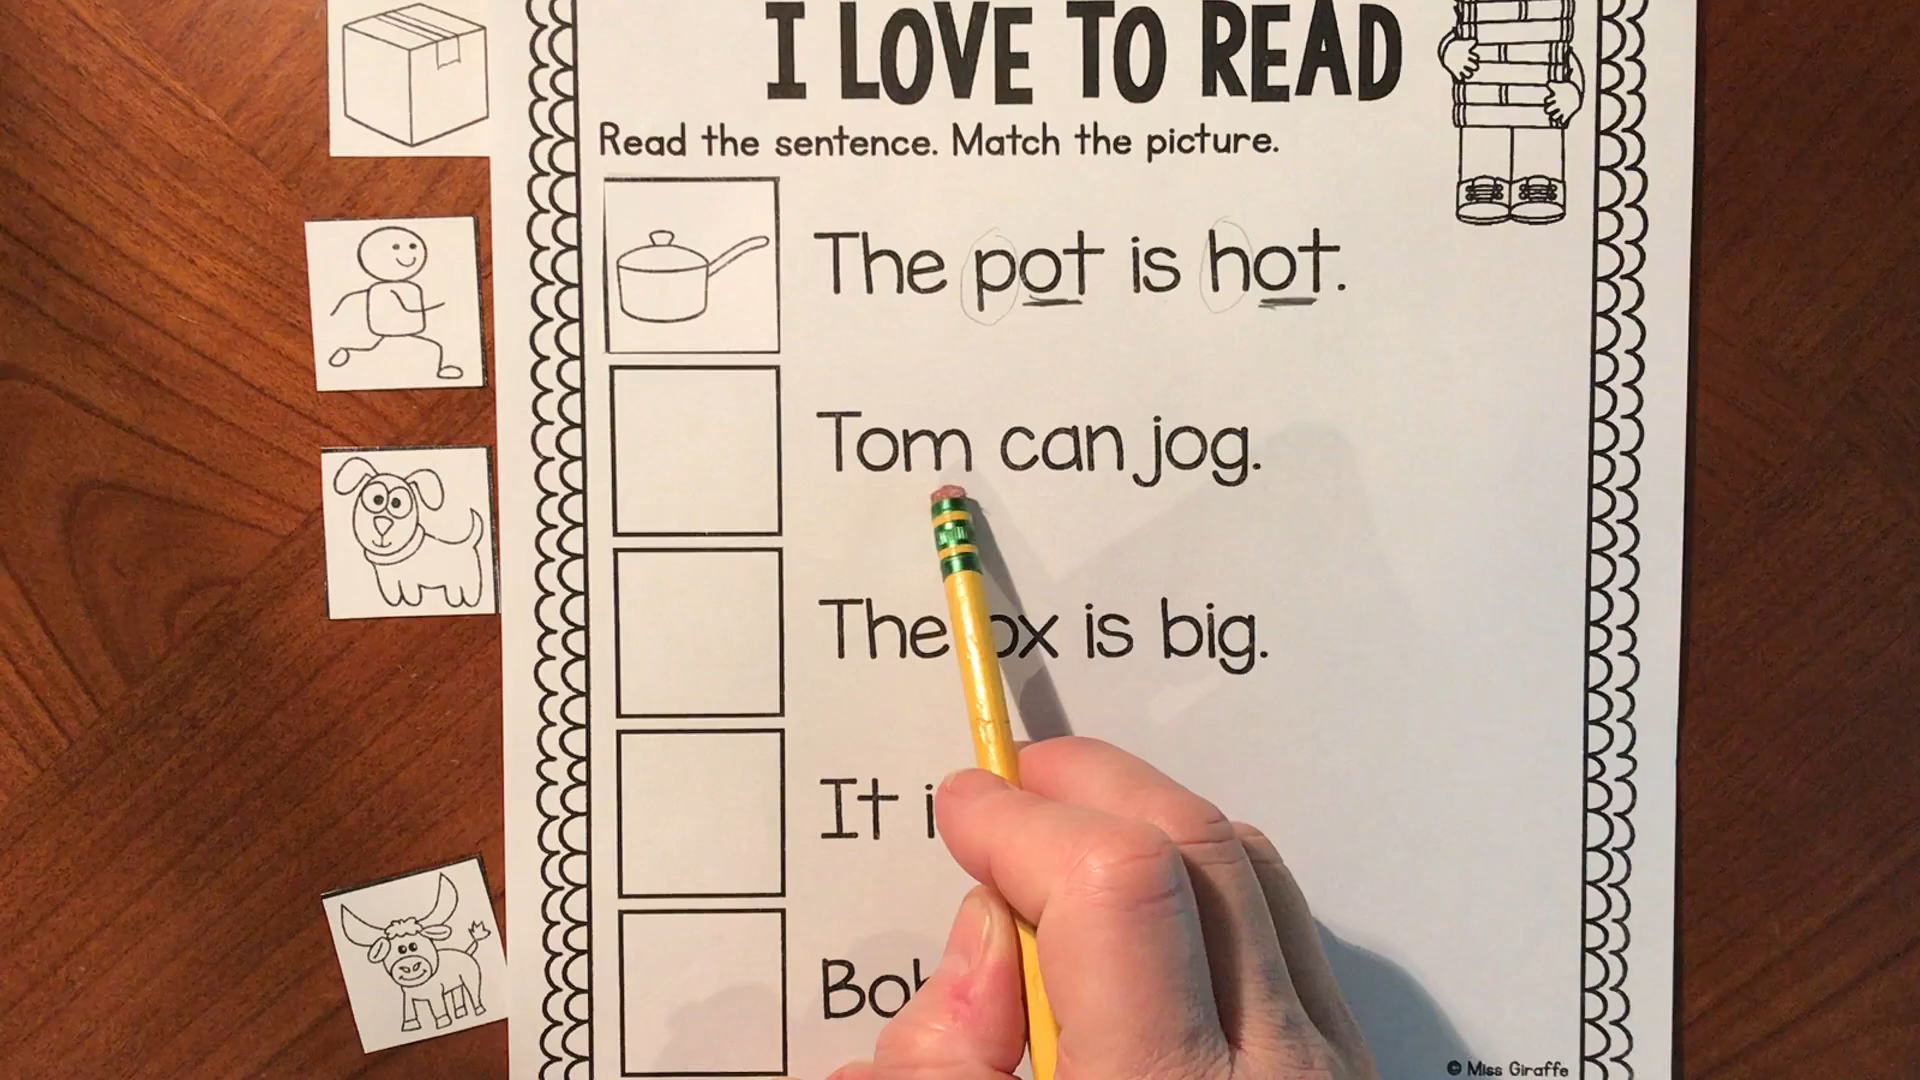 I LOVE TO READ
Read the sentence. Match the picture.
The pot is hot.
Tom can jog.
The ox is big.
It
© Miss Giraffe